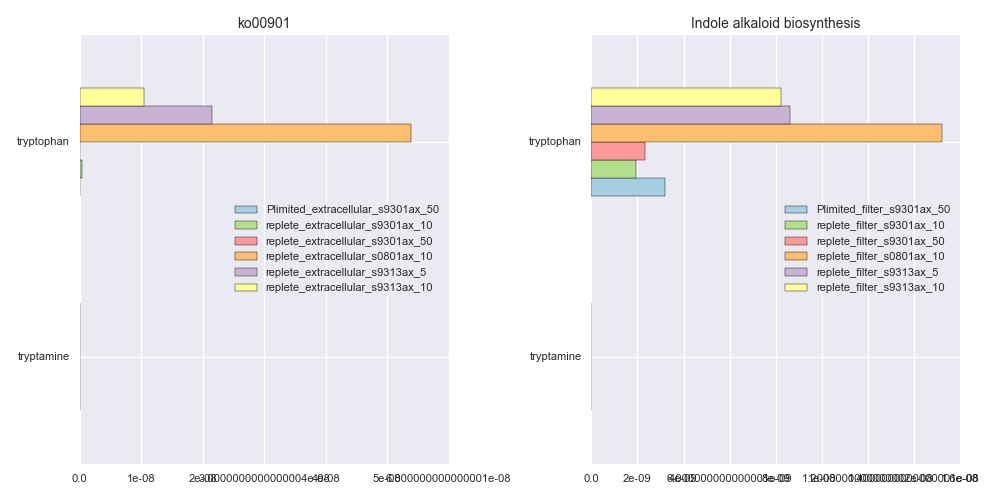 ko00901
Indole alkaloid biosynthesis
tryptophan
tryptophan
Plimited_extracellular_s9301ax_50
replete_extracellular_s9301ax_10
replete_extracellular_s9301ax_50
replete_extracellular_s0801ax_10
replete_extracellular_s9313ax_5
replete_extracellular_s9313ax_10
Plimited_filter_s9301ax_50
replete_filter_s9301ax_10
replete_filter_s9301ax_50
replete_filter_s0801ax_10
replete_filter_s9313ax_5
replete_filter_s9313ax_10
tryptamine
tryptamine
0.0 1e-08
0.0 2e-09